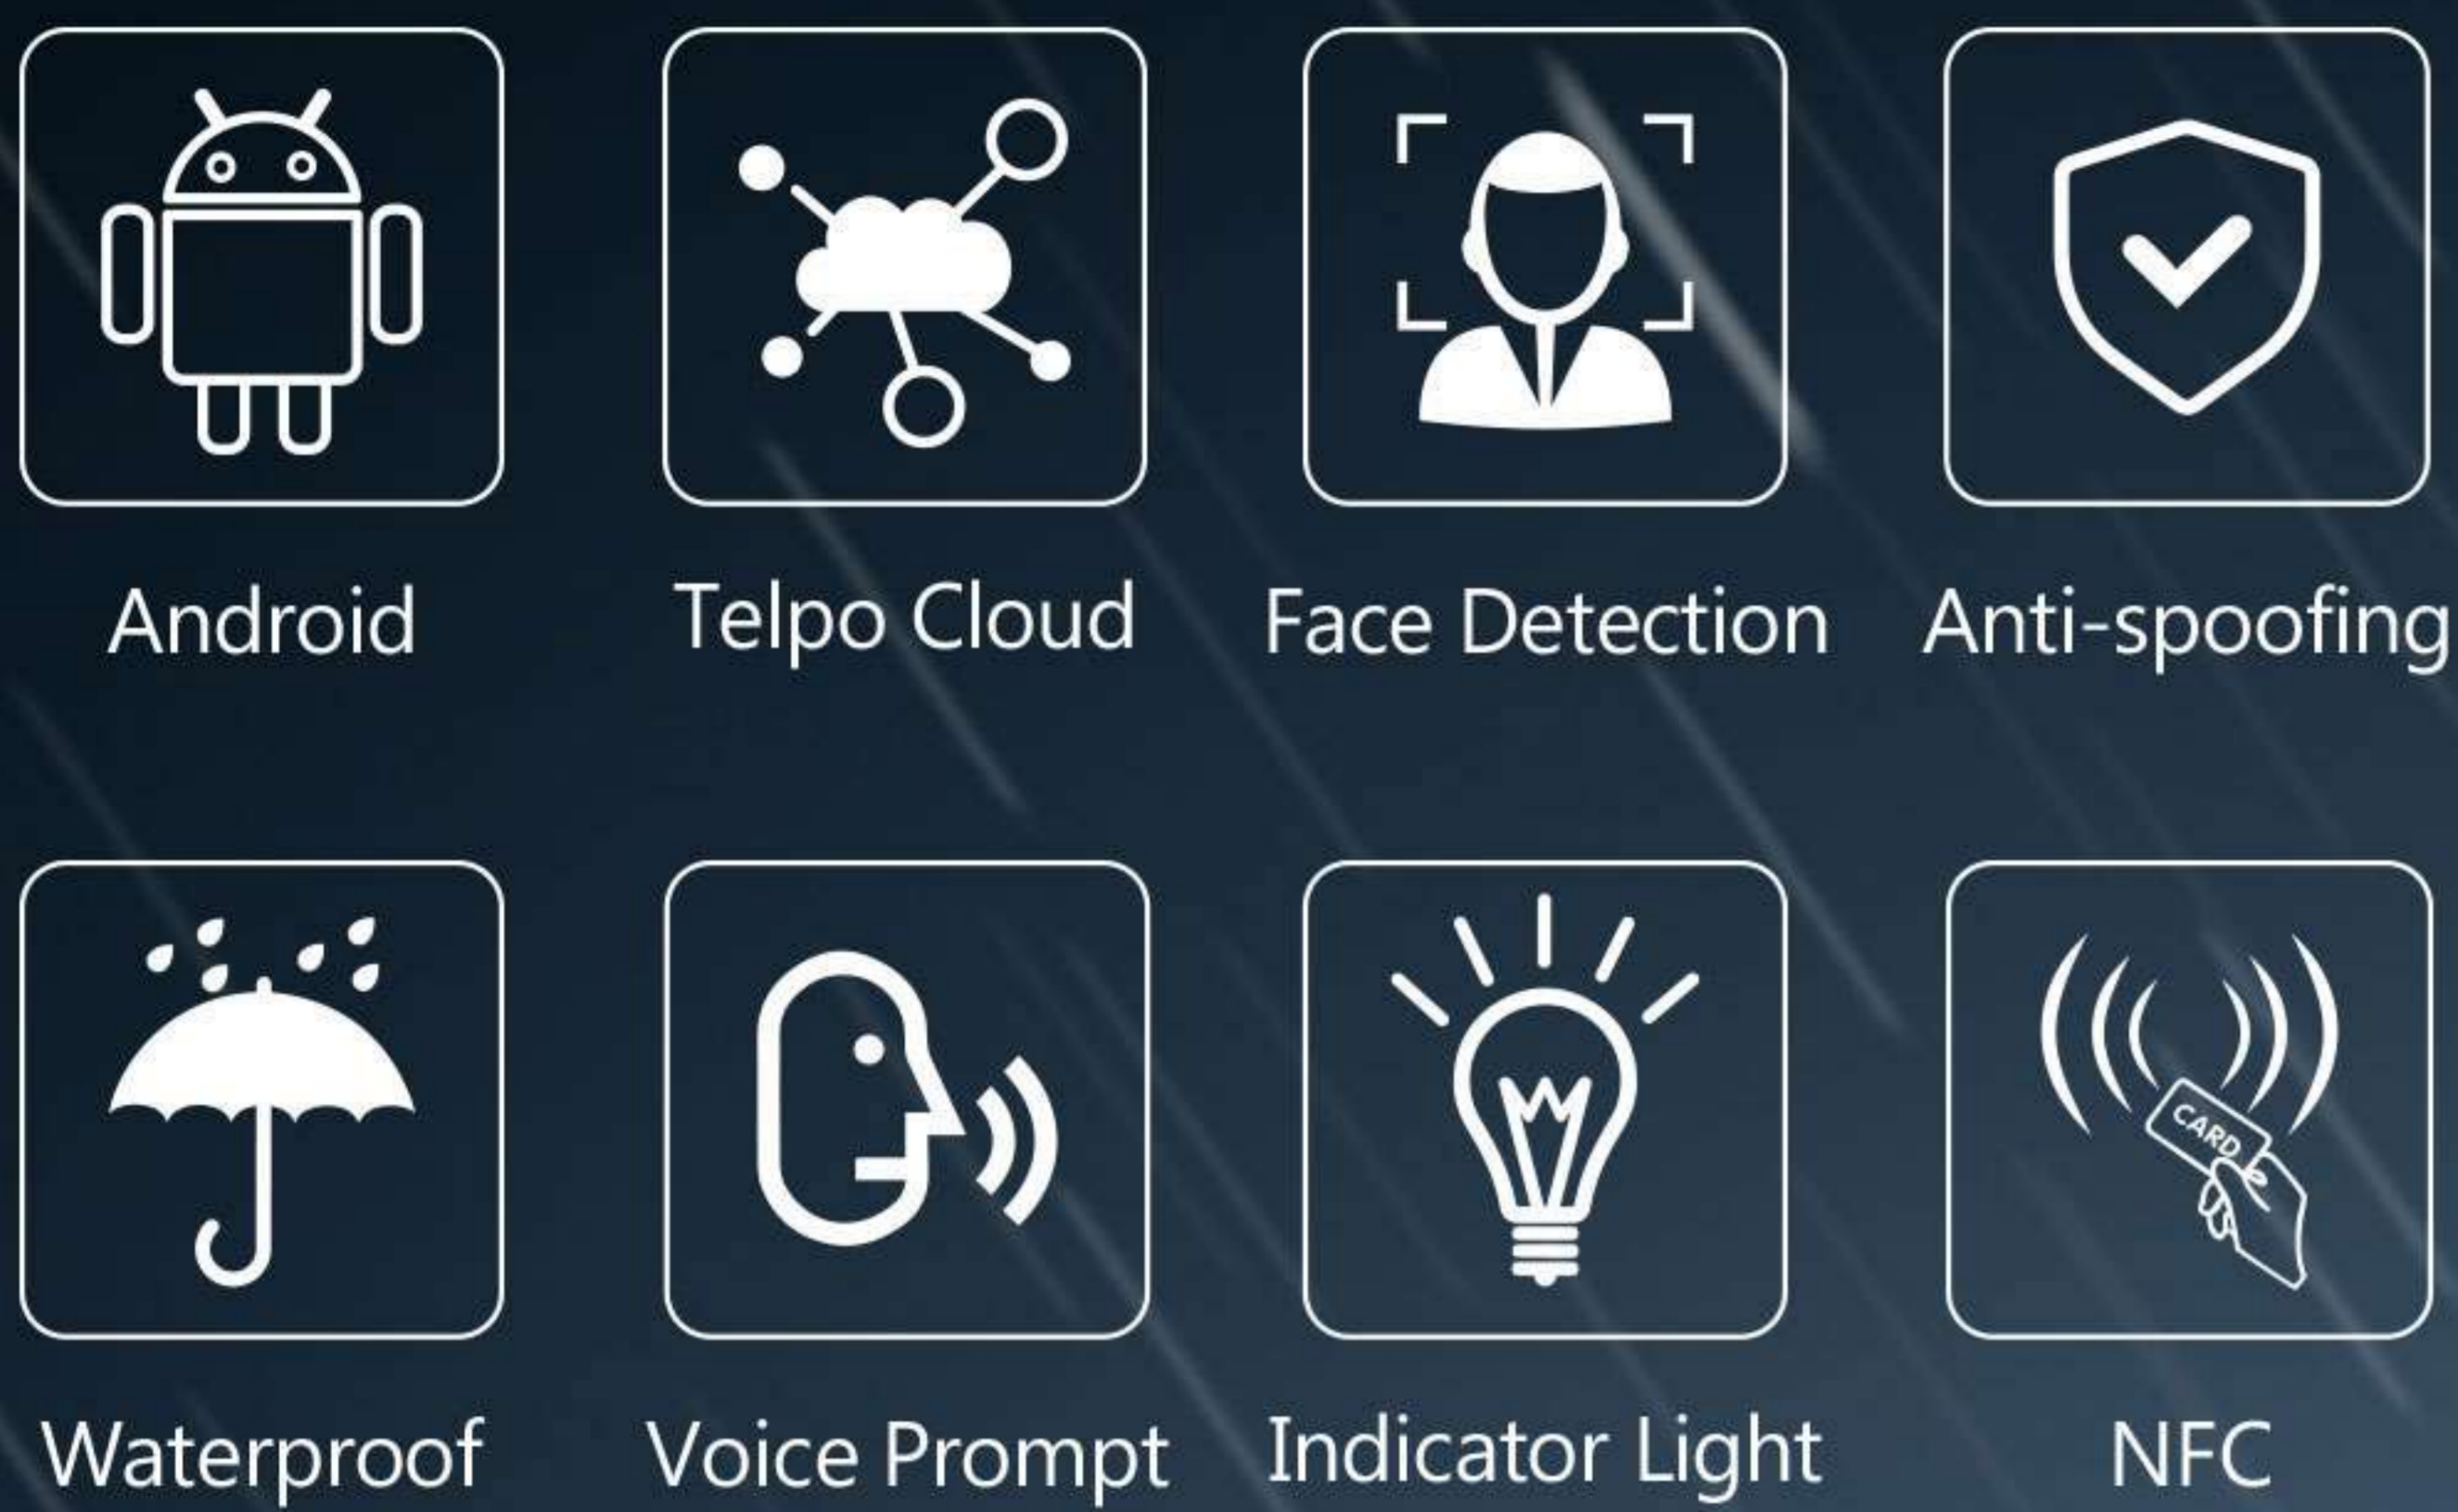 Android
Telpo Cloud
Face Detection
Anti-spoofing
CARD
Waterproof
Voice Prompt
Indicator Light
NFC